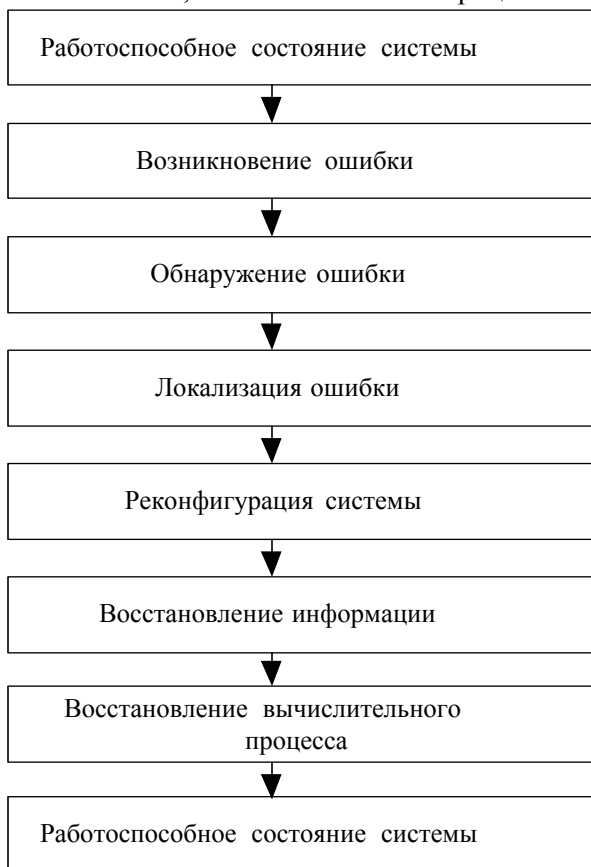 Работоспособное состояние системы
Возникновение ошибки
Обнаружение ошибки
Локализация ошибки
Реконфигурация системы
Восстановление информации
Восстановление вычислительного
процесса
Работоспособное состояние системы